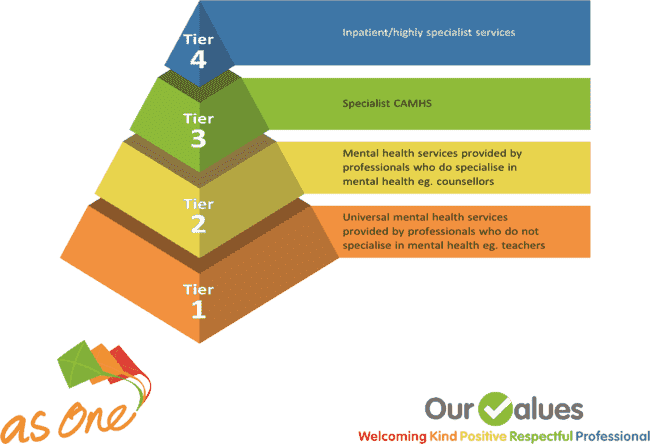 Tier
4
Inpatient/highly specialist services
Tier
3
Specialist CAMHS
Tier
2
Mental health services provided by
professionals who do specialise in
mental health eg. counsellors
Tier
1
Universal mental health services
provided by professionals who do not
specialise in mental health eg. teachers
as one
Our Values
Welcoming Kind Positive Respectful Professional